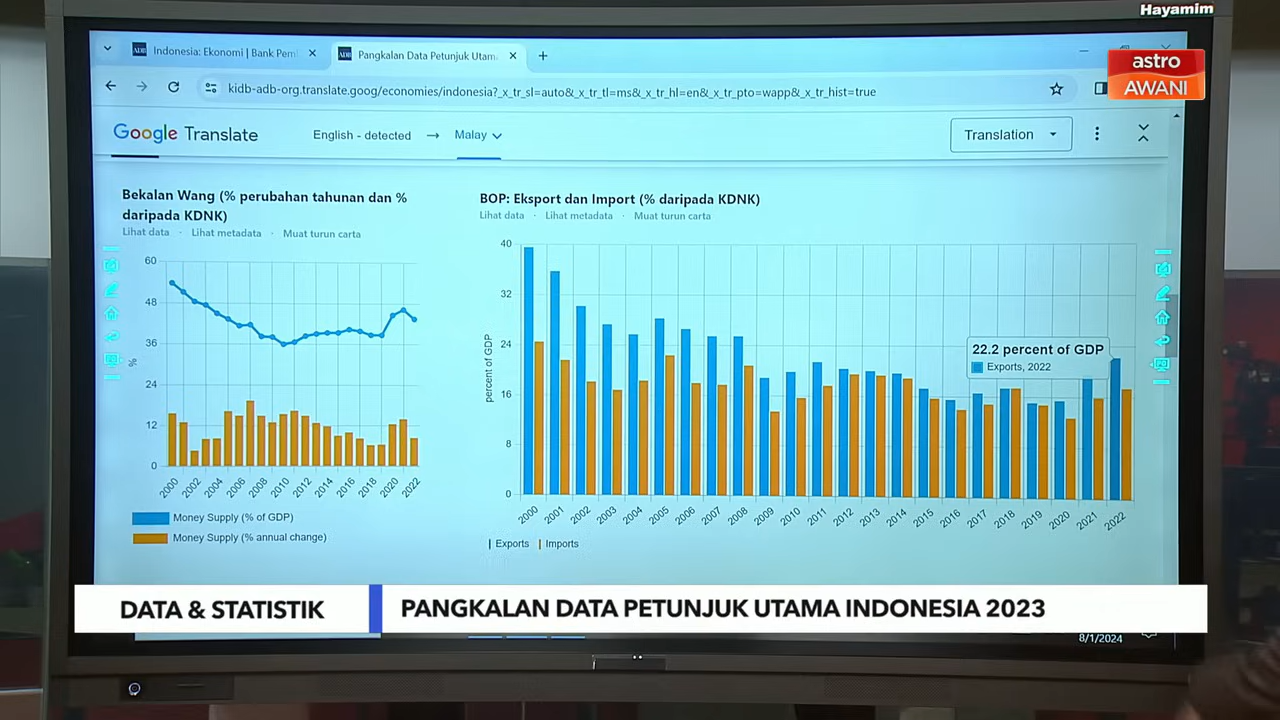 Hayamim
astro
AWANI
Indonesia: Ekonomi | Bank Pem
Pangkalan Data Petunjuk Utam
kidb-adb-org.translate.goog/economies/indonesia?_x_tr_sl=auto&_x_tr_tl=ms&_x_tr_hl=en&_x_tr_pto=wapp&_x_tr_hist=true
Google Translate
English - detected → Malay
Translation
Bekalan Wang (% perubahan tahunan dan %
daripada KDNK)
Lihat data · Lihat metadata · Muat turun carta
60
48
36
24
12
0
%
2000 2002 2004 2006 2008 2010 2012 2014 2016 2018 2020 2022
Money Supply (% of GDP)
Money Supply (% annual change)
BOP: Eksport dan Import (% daripada KDNK)
Lihat data · Lihat metadata · Muat turun carta
40
32
24
16
8
0
percent of GDP
22.2 percent of GDP
Exports, 2022
2000 2001 2002 2003 2004 2005 2006 2007 2008 2009 2010 2011 2012 2013 2014 2015 2016 2017 2018 2019 2020 2021 2022
Exports Imports
DATA & STATISTIK
PANGKALAN DATA PETUNJUK UTAMA INDONESIA 2023
8/1/2024